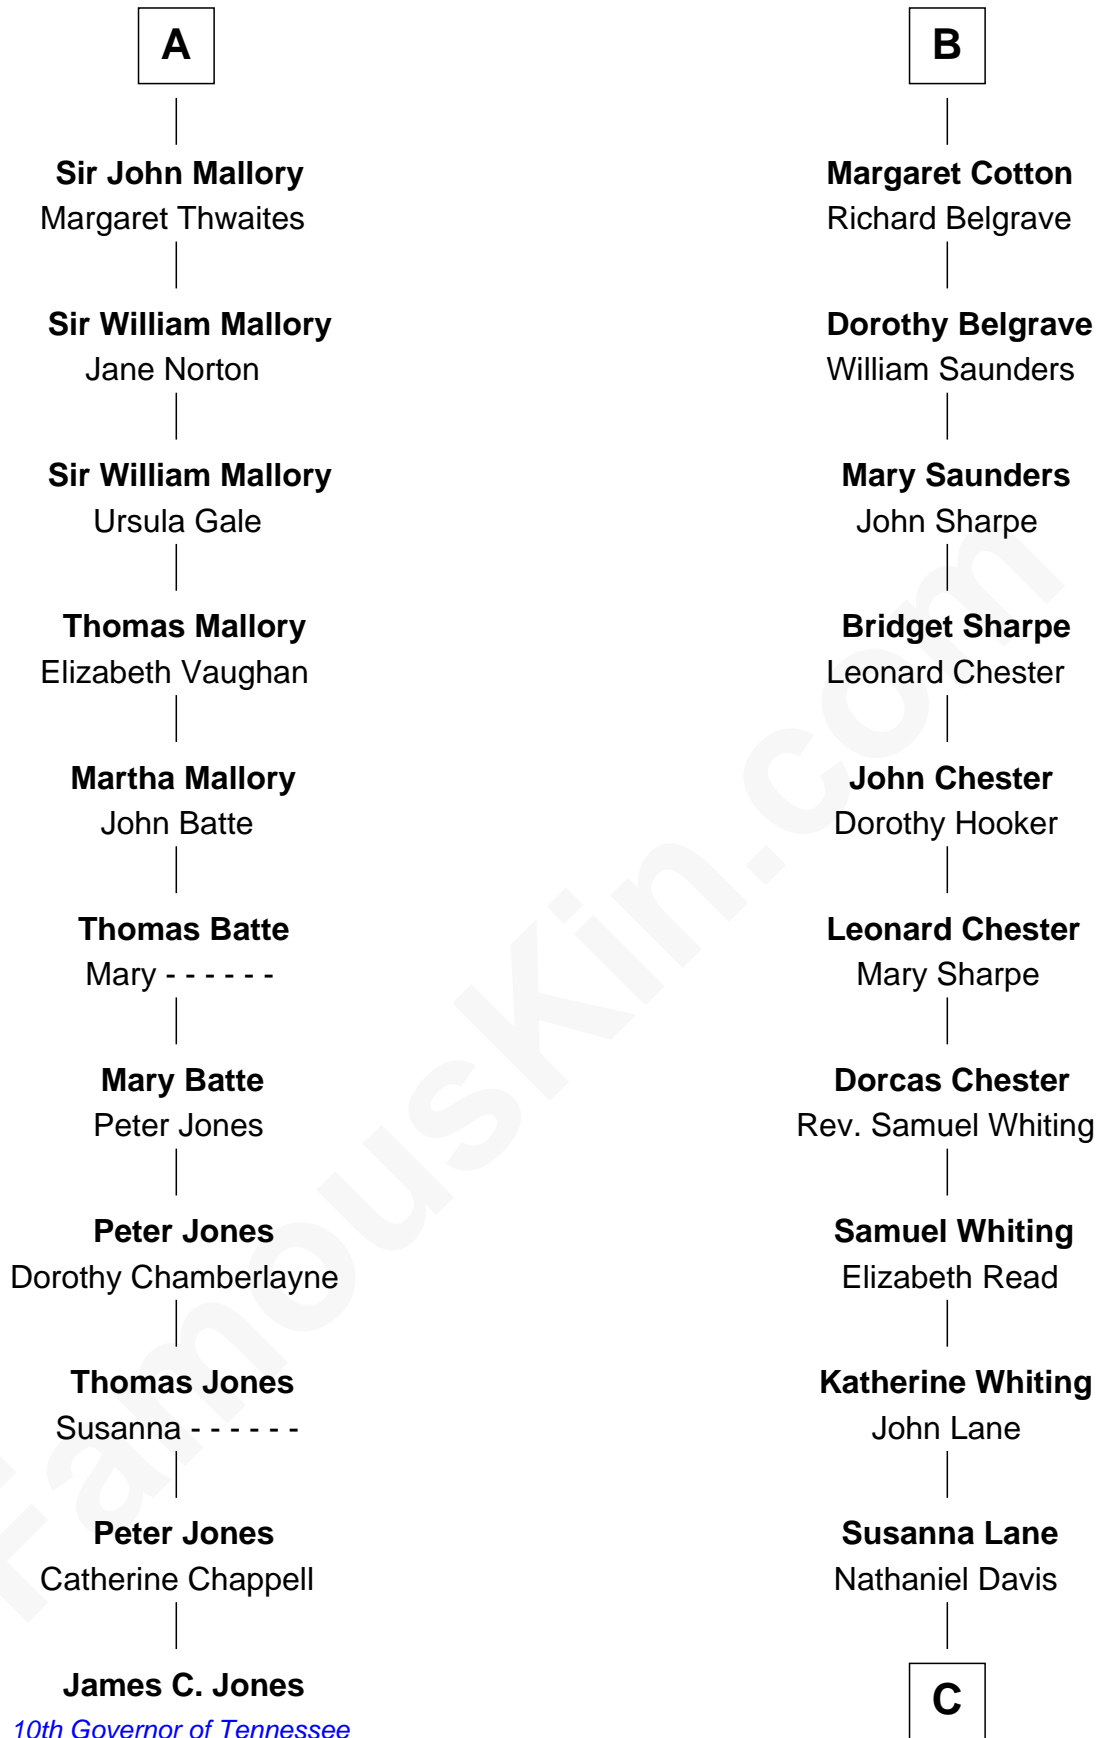 A
Sir John Mallory
Margaret Thwaites
Sir William Mallory
Jane Norton
Sir William Mallory
Ursula Gale
Thomas Mallory
Elizabeth Vaughan
Martha Mallory
John Batte
Thomas Batte
Mary - - - - - -
Mary Batte
Peter Jones
Peter Jones
Dorothy Chamberlayne
Thomas Jones
Susanna - - - - - -
Peter Jones
Catherine Chappell
James C. Jones
10th Governor of Tennessee
B
Margaret Cotton
Richard Belgrave
Dorothy Belgrave
William Saunders
Mary Saunders
John Sharpe
Bridget Sharpe
Leonard Chester
John Chester
Dorothy Hooker
Leonard Chester
Mary Sharpe
Dorcas Chester
Rev. Samuel Whiting
Samuel Whiting
Elizabeth Read
Katherine Whiting
John Lane
Susanna Lane
Nathaniel Davis
C
FamousKin.com